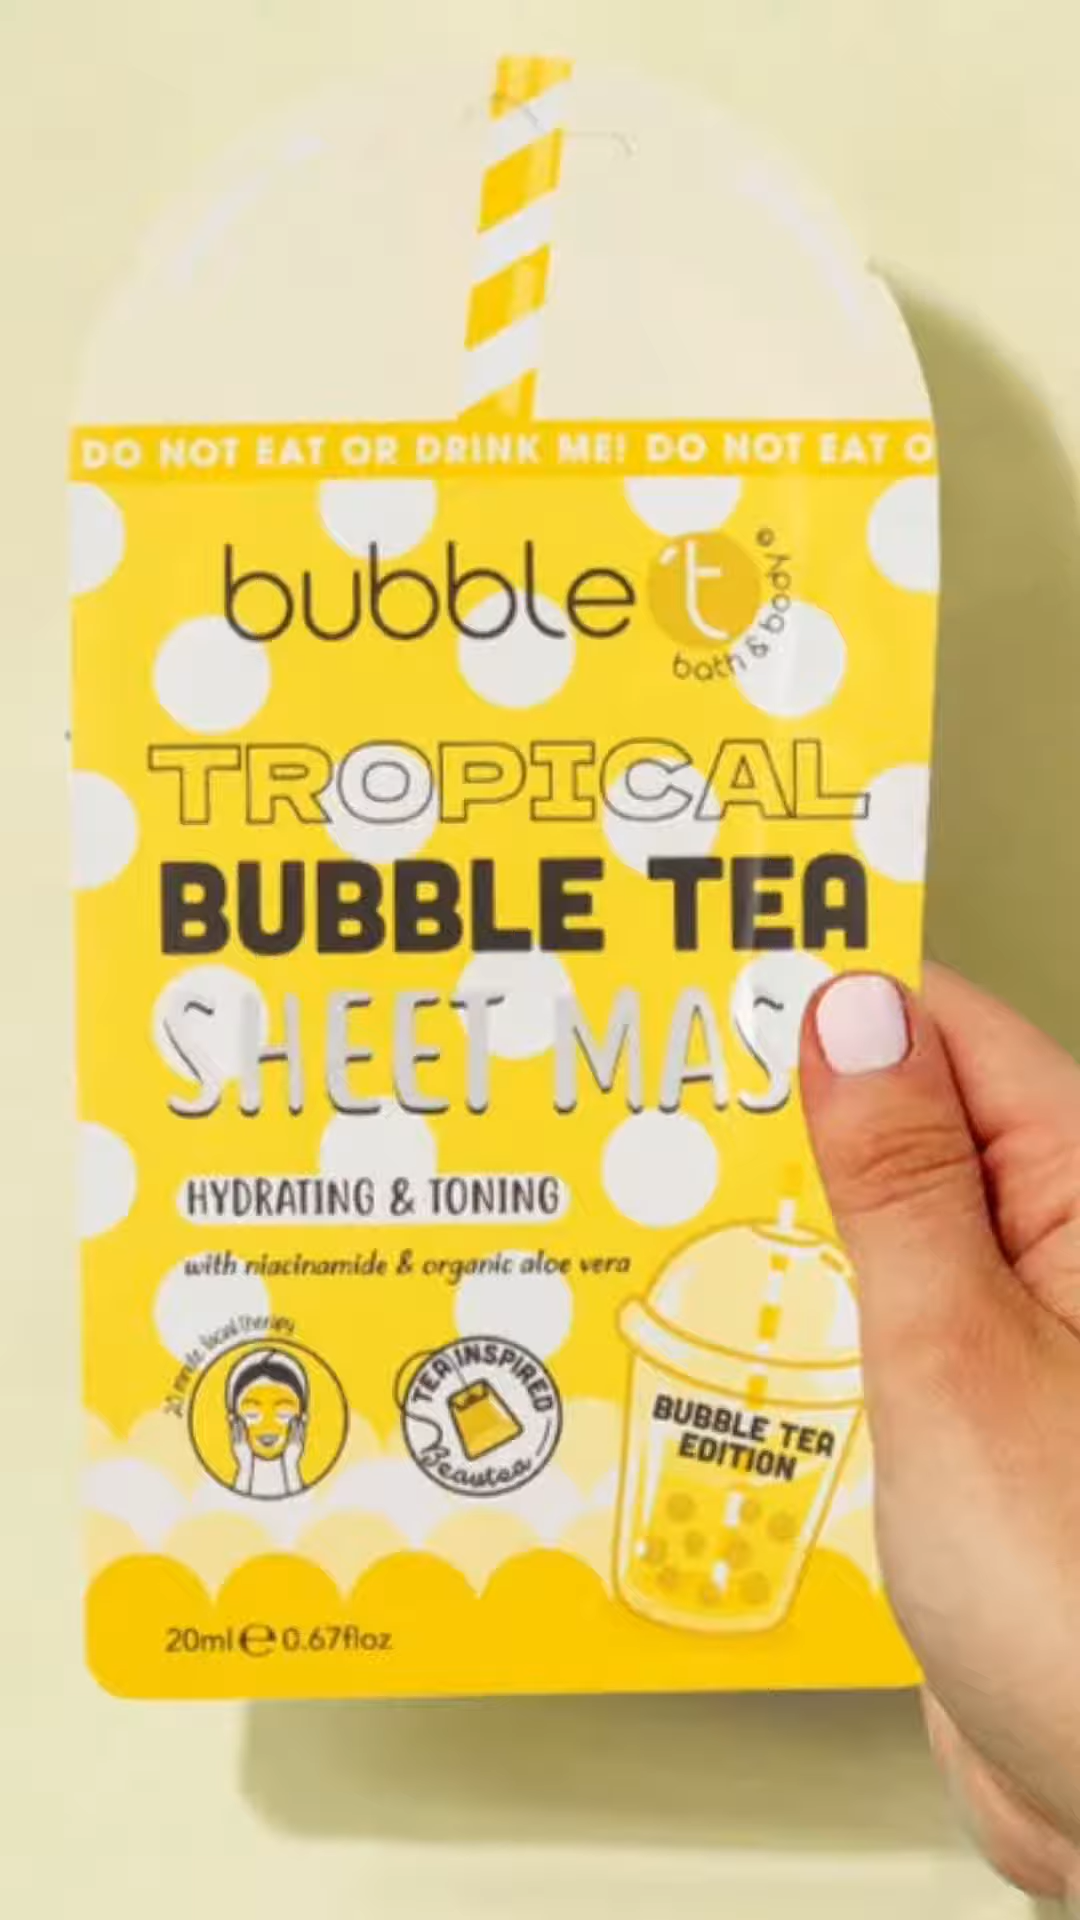 DO NOT EAT OR DRINK ME! DO NOT EAT O
bubble t
bath & body
TROPICAL
BUBBLE TEA
SHEET MAS
HYDRATING & TONING
with niacinamide & organic aloe vera
20 minute facial therapy
TEA INSPIRED
Beautea
BUBBLE TEA
EDITION
20ml ℮ 0.67floz